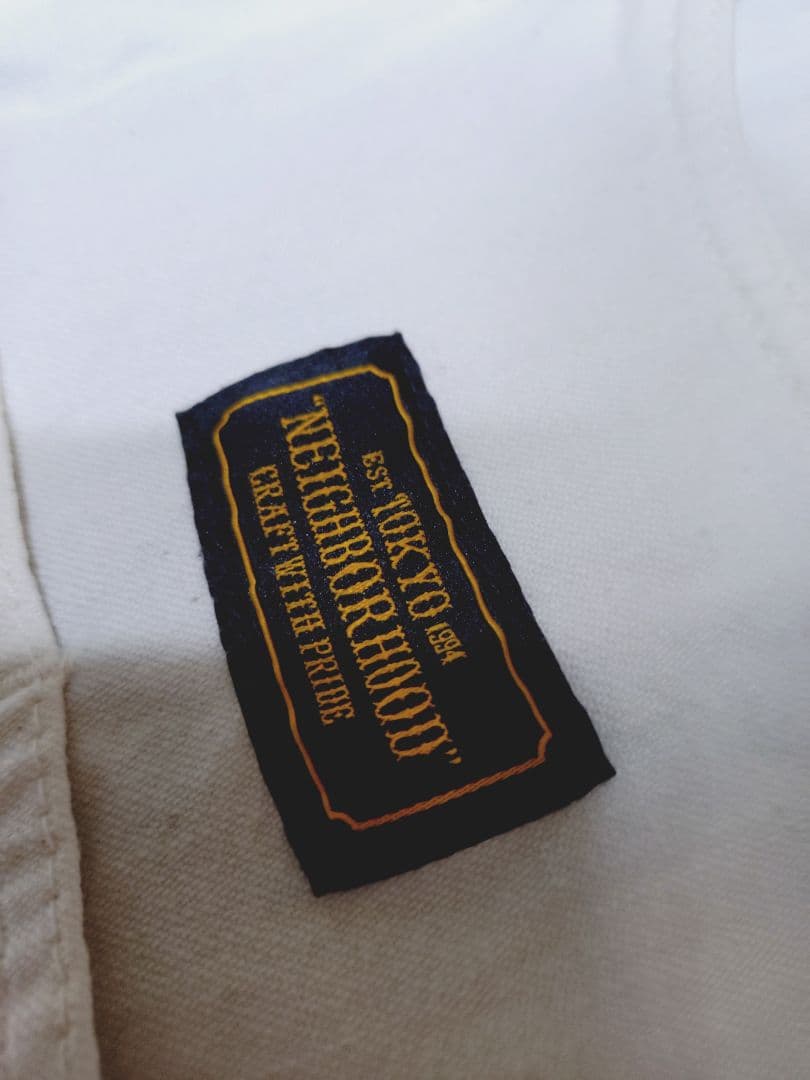 EST TOKYO 1994
"NEIGHBORHOOD"
CRAFT WITH PRIDE